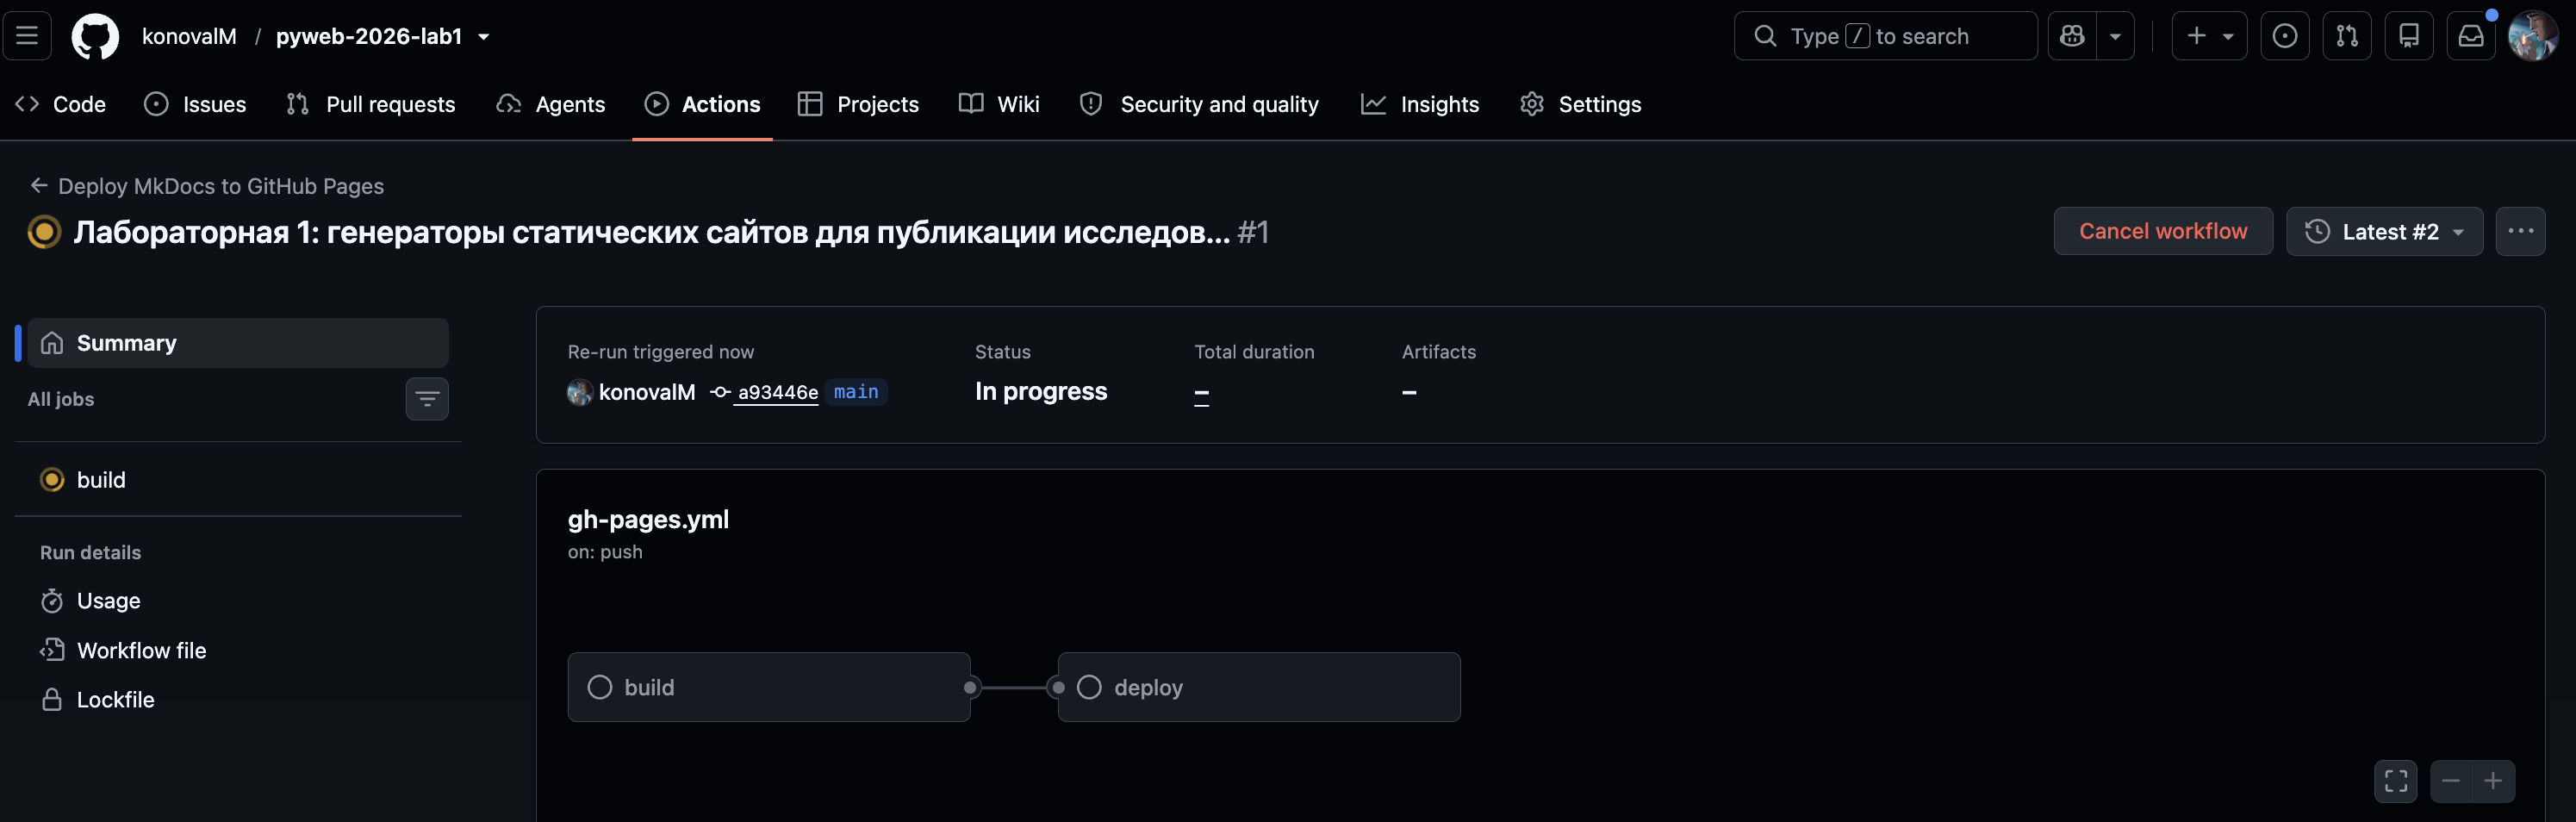 konovalM / pyweb-2026-lab1
Type / to search
Code Issues Pull requests Agents Actions Projects Wiki Security and quality Insights Settings
Deploy MkDocs to GitHub Pages
Лабораторная 1: генераторы статических сайтов для публикации исследов... #1
Cancel workflow
Latest #2
Summary
All jobs
build
Run details
Usage
Workflow file
Lockfile
Re-run triggered now
konovalM a93446e main
Status
In progress
Total duration
–
Artifacts
–
gh-pages.yml
on: push
build
deploy